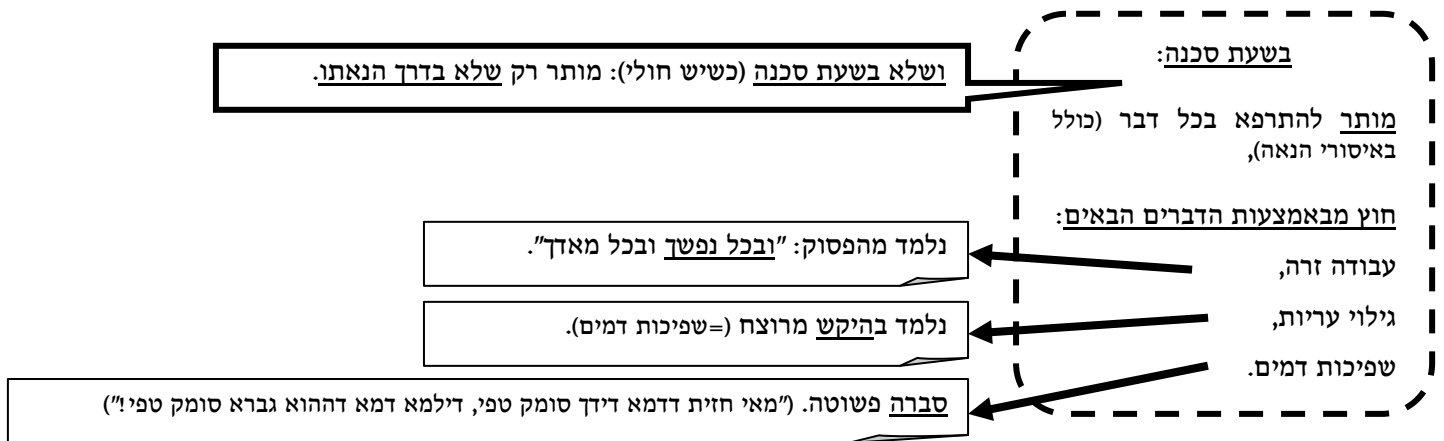 בשעת סכנה:
ושלא בשעת סכנה (כשיש חולי): מותר רק שלא בדרך הנאתו.
מותר להתרפא בכל דבר (כולל
באיסורי הנאה),
חוץ מבאמצעות הדברים הבאים:
עבודה זרה,
נלמד מהפסוק: "ובכל נפשך ובכל מאדך".
גילוי עריות,
נלמד בהיקש מרוצח (=שפיכות דמים).
שפיכות דמים.
סברה פשוטה. ("מאי חזית דדמא דידך סומק טפי, דילמא דמא דההוא גברא סומק טפי!")